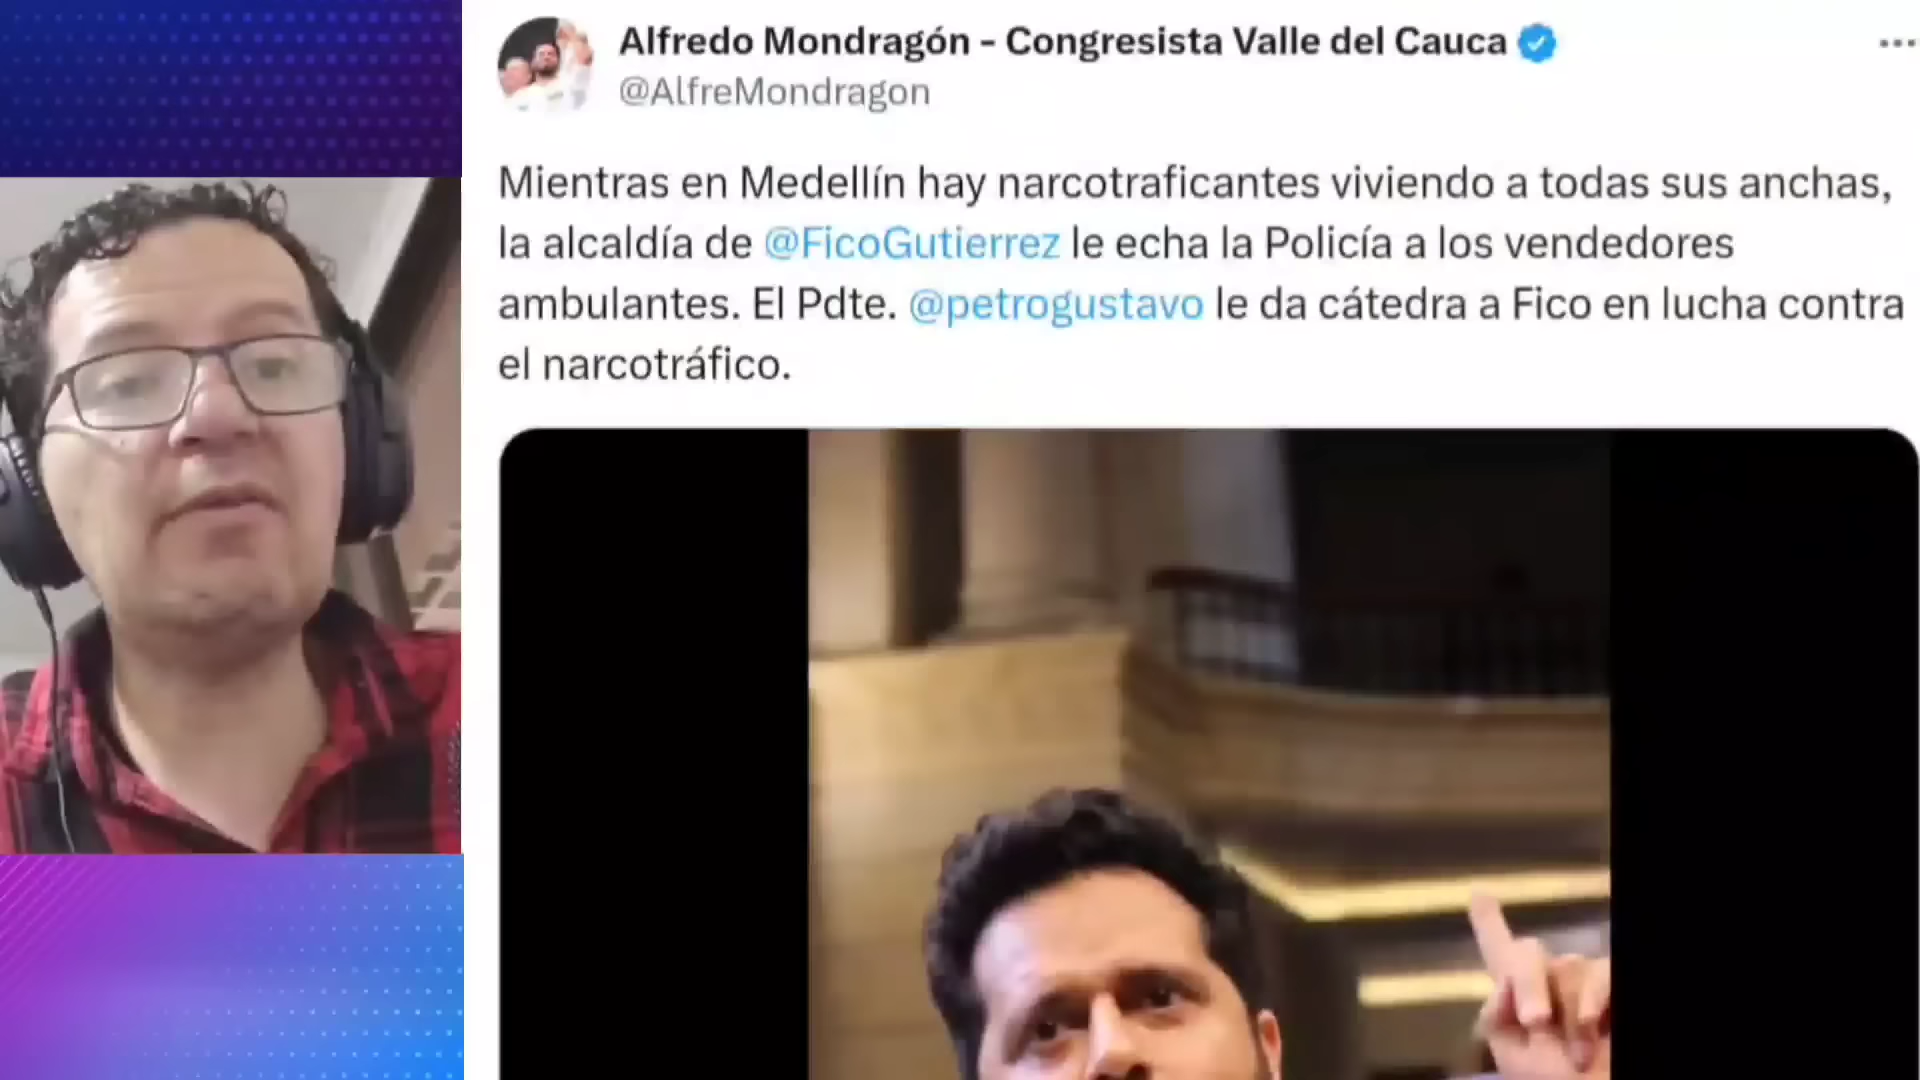 Alfredo Mondragón - Congresista Valle del Cauca
@AlfreMondragon
Mientras en Medellín hay narcotraficantes viviendo a todas sus anchas,
la alcaldía de @FicoGutierrez le echa la Policía a los vendedores
ambulantes. El Pdte. @petrogustavo le da cátedra a Fico en lucha contra
el narcotráfico.